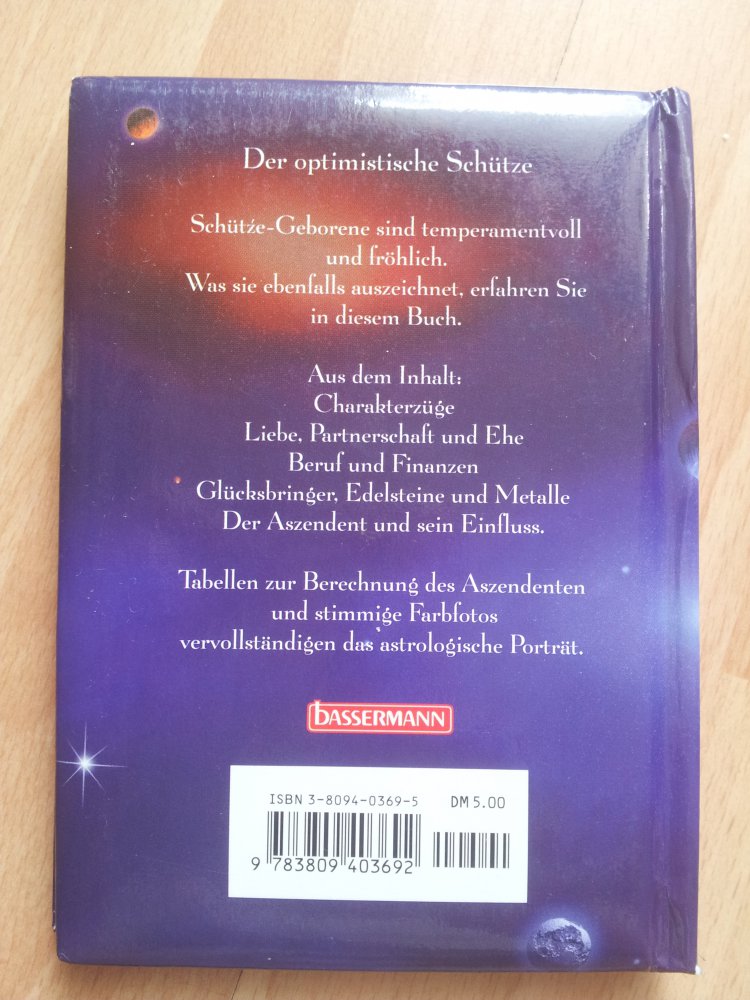 Der optimistische Schütze
Schütze-Geborene sind temperamentvoll
und fröhlich.
Was sie ebenfalls auszeichnet, erfahren Sie
in diesem Buch.
Aus dem Inhalt:
Charakterzüge
Liebe, Partnerschaft und Ehe
Beruf und Finanzen
Glücksbringer, Edelsteine und Metalle
Der Aszendent und sein Einfluss.
Tabellen zur Berechnung des Aszendenten
und stimmige Farbfotos
vervollständigen das astrologische Porträt.
bassermann
ISBN 3-8094-0369-5 DM 5.00
9 783809 403692